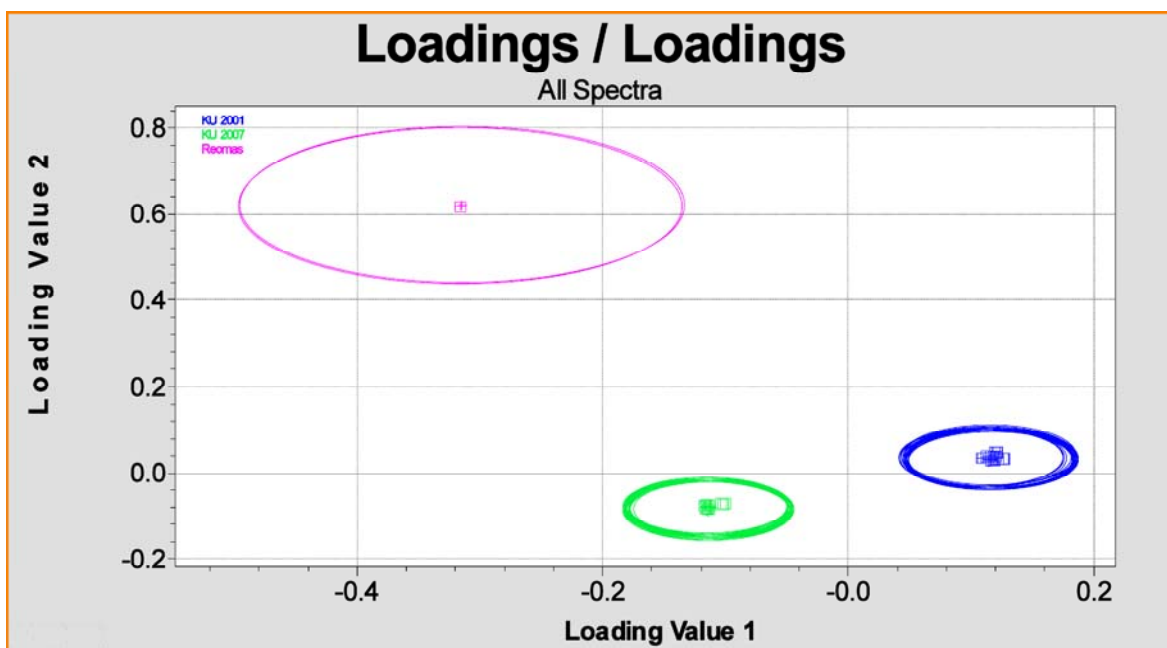 Loadings / Loadings
All Spectra
KU 2001
KU 2007
Reomas
Loading Value 2
0.8
0.6
0.4
0.2
0.0
-0.2
-0.4
-0.2
-0.0
0.2
Loading Value 1